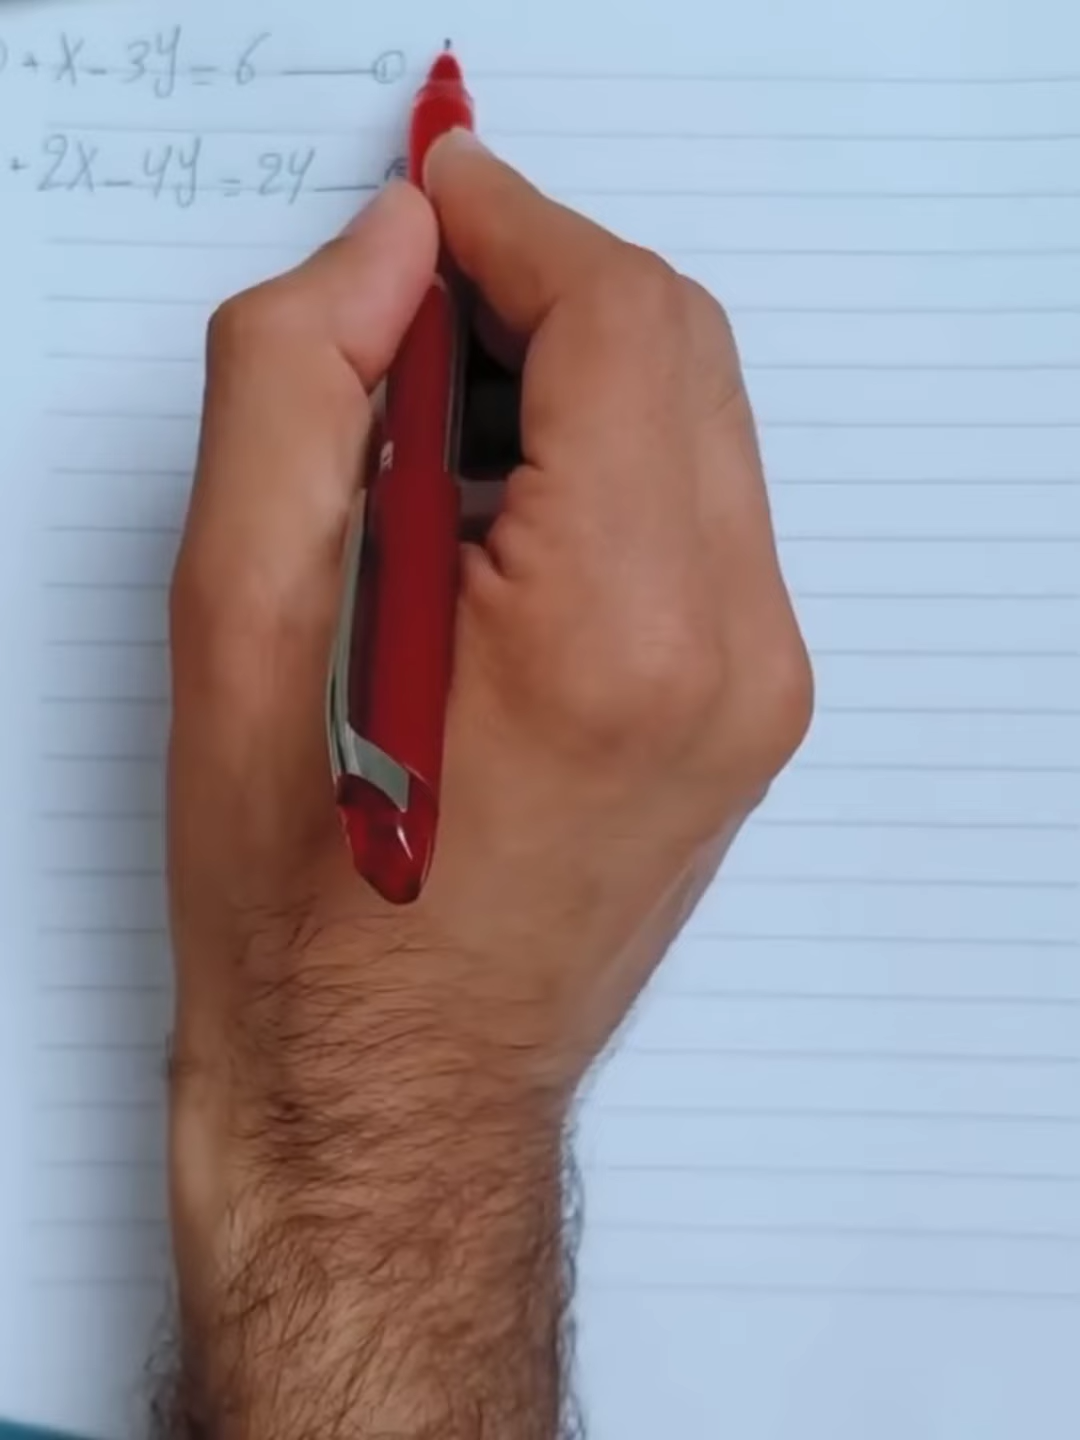 + x - 3y = 6 —— ①
+ 2x - 4y = 24 ——